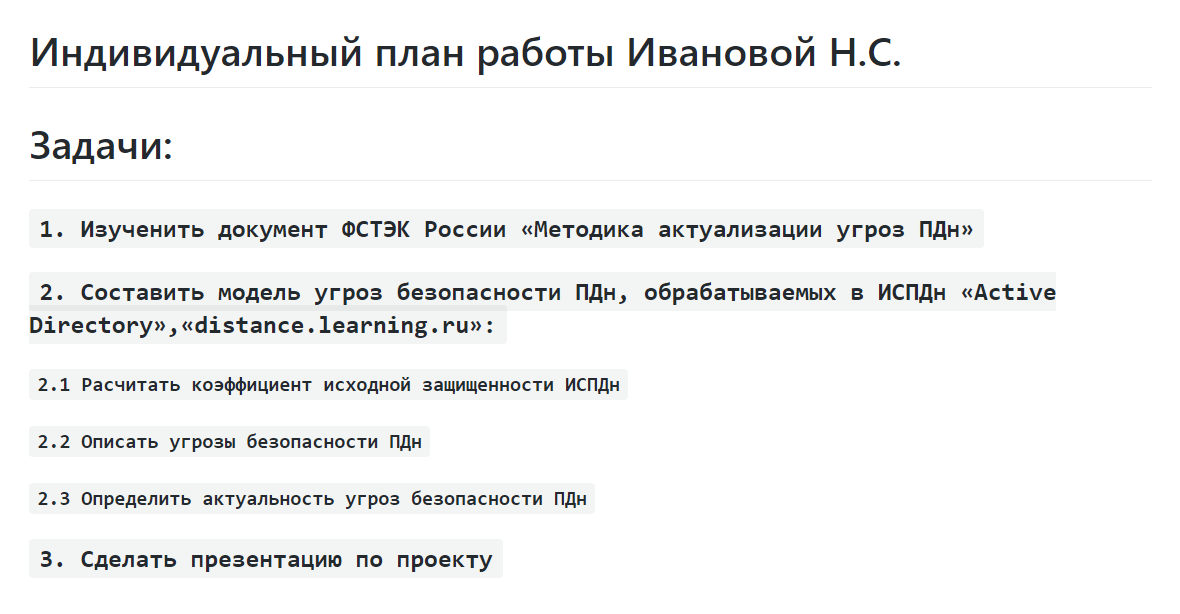 Индивидуальный план работы Ивановой Н.С.
Задачи:
1. Изученить документ ФСТЭК России «Методика актуализации угроз ПДн»
2. Составить модель угроз безопасности ПДн, обрабатываемых в ИСПДн «Active
Directory»,«distance.learning.ru»:
2.1 Расчитать коэффициент исходной защищенности ИСПДн
2.2 Описать угрозы безопасности ПДн
2.3 Определить актуальность угроз безопасности ПДн
3. Сделать презентацию по проекту